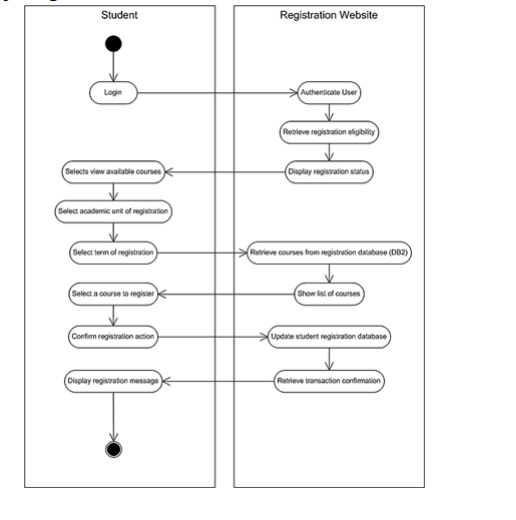 Student
Registration Website
Login
Authenticate User
Retrieve registration eligibility
Selects view available courses
Display registration status
Select academic unit of registration
Select term of registration
Retrieve courses from registration database (DB2)
Select a course to register
Show list of courses
Confirm registration action
Update student registration database
Display registration message
Retrieve transaction confirmation